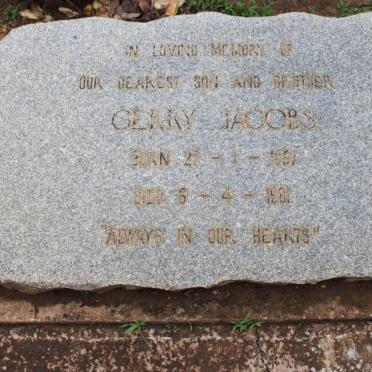 IN LOVING MEMORY OF
OUR DEAREST SON AND BROTHER
GERRY JACOBS
BORN 27 - 1 - 1957
DIED 6 - 4 - 1981
"ALWAYS IN OUR HEARTS"